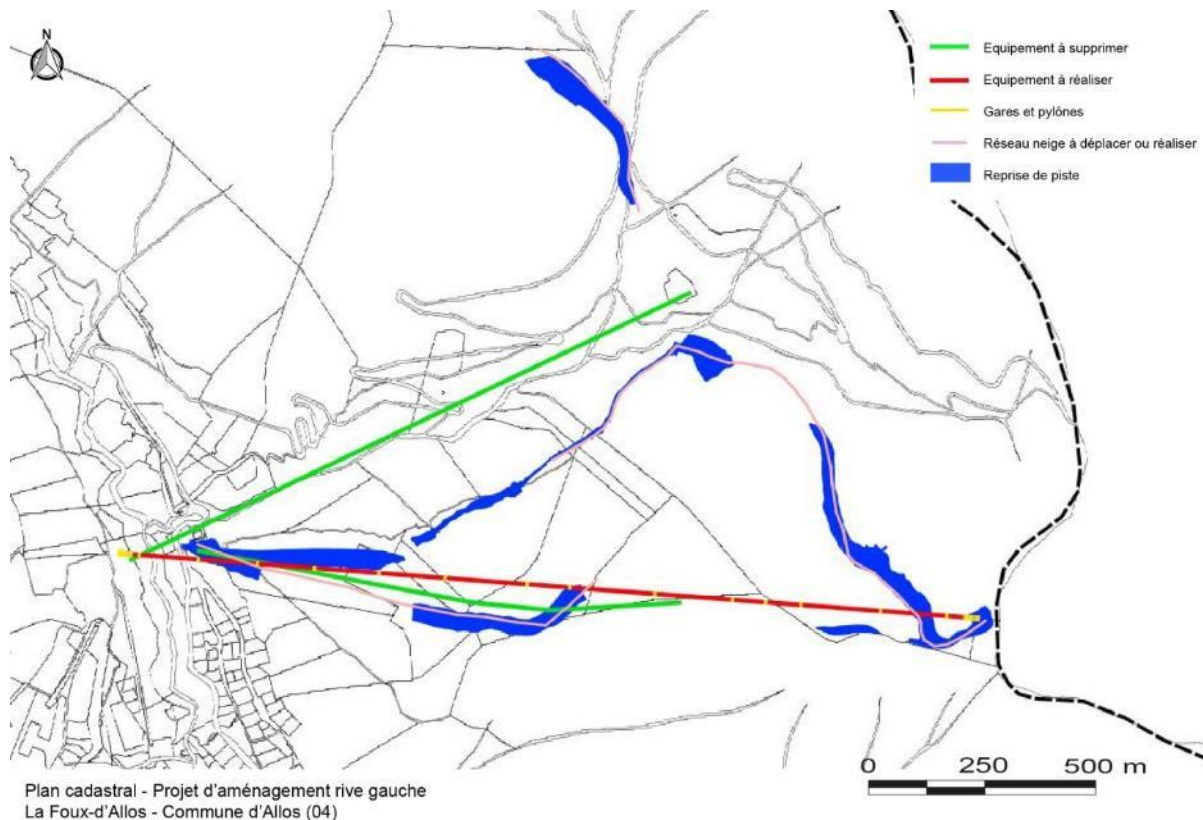 N
Equipement à supprimer
Equipement à réaliser
Gares et pylônes
Réseau neige à déplacer ou réaliser
Reprise de piste
0 250 500 m
Plan cadastral - Projet d'aménagement rive gauche
La Foux-d'Allos - Commune d'Allos (04)